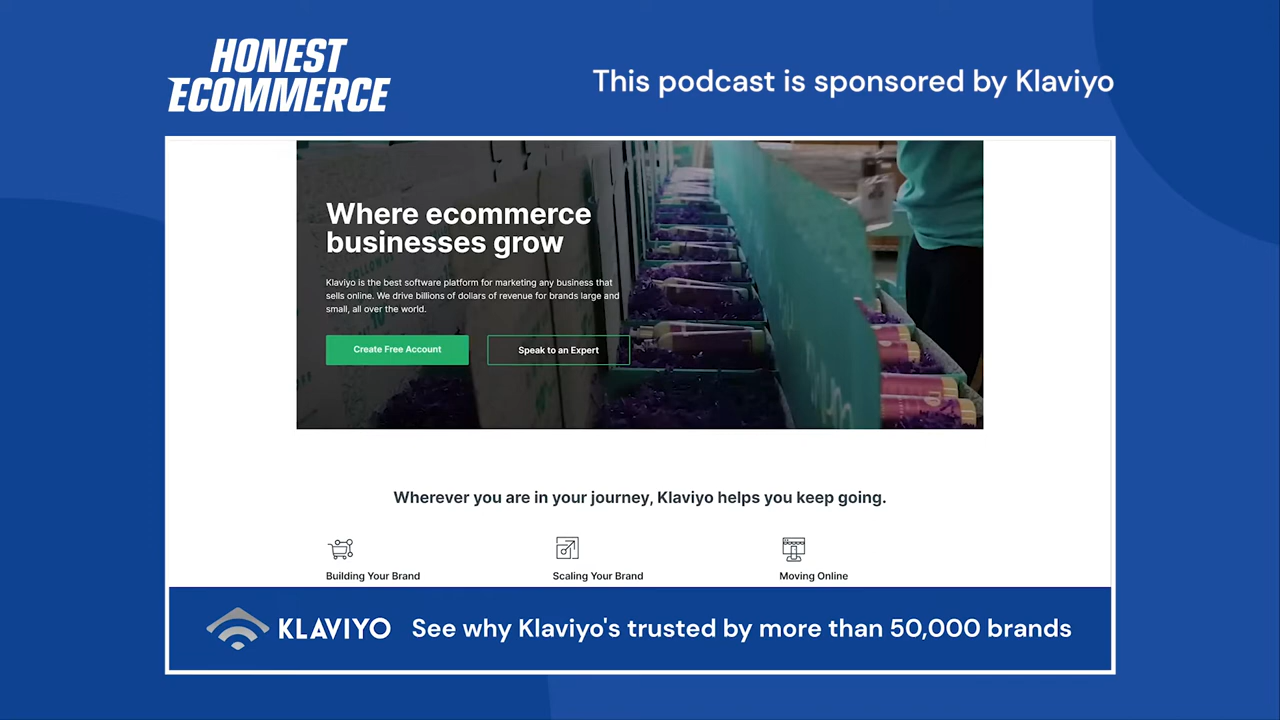 HONEST
ECOMMERCE
This podcast is sponsored by Klaviyo
Where ecommerce
businesses grow
Klaviyo is the best software platform for marketing any business that
sells online. We drive billions of dollars of revenue for brands large and
small, all over the world.
Create Free Account
Speak to an Expert
Wherever you are in your journey, Klaviyo helps you keep going.
Building Your Brand
Scaling Your Brand
Moving Online
KLAVIYO
See why Klaviyo's trusted by more than 50,000 brands